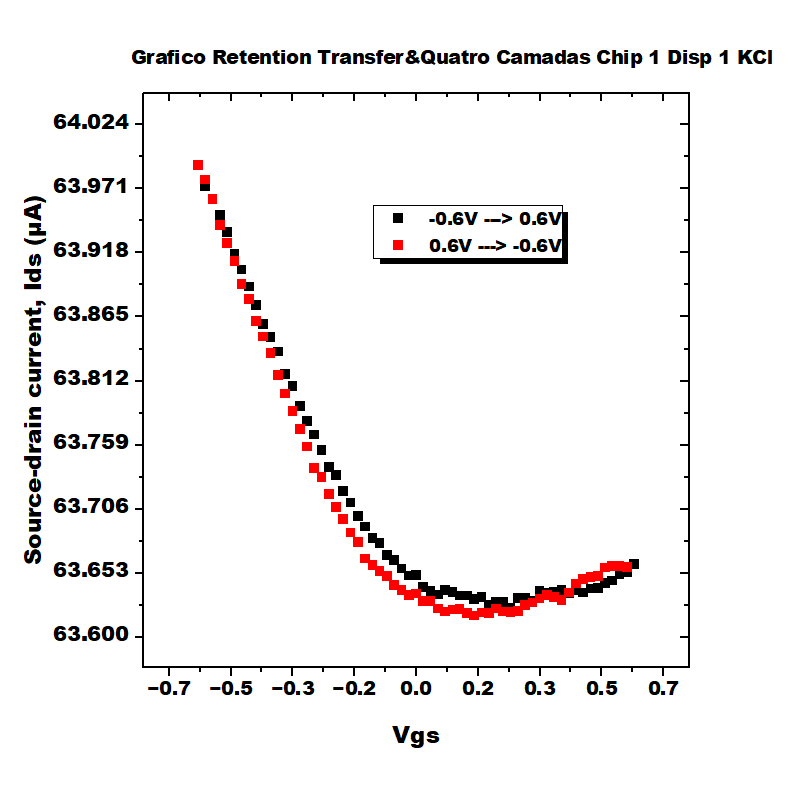 Grafico Retention Transfer&Quatro Camadas Chip 1 Disp 1 KCl
64.024
63.971
63.918
63.865
63.812
63.759
63.706
63.653
63.600
Source-drain current, Ids (µA)
-0.6V ---> 0.6V
0.6V ---> -0.6V
−0.7 −0.5 −0.3 −0.2 0.0 0.2 0.3 0.5 0.7
Vgs